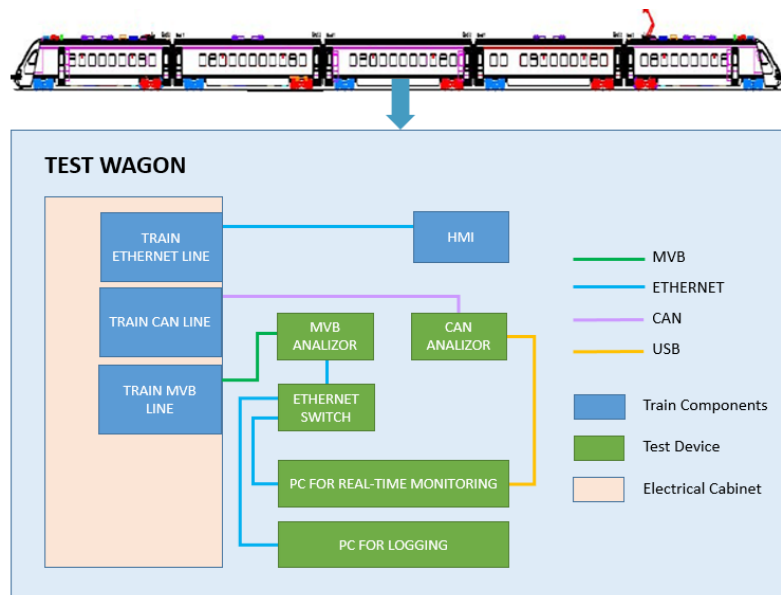 TEST WAGON
TRAIN
ETHERNET LINE
HMI
TRAIN CAN LINE
MVB
ANALIZOR
CAN
ANALIZOR
TRAIN MVB
LINE
ETHERNET
SWITCH
PC FOR REAL-TIME MONITORING
PC FOR LOGGING
MVB
ETHERNET
CAN
USB
Train Components
Test Device
Electrical Cabinet